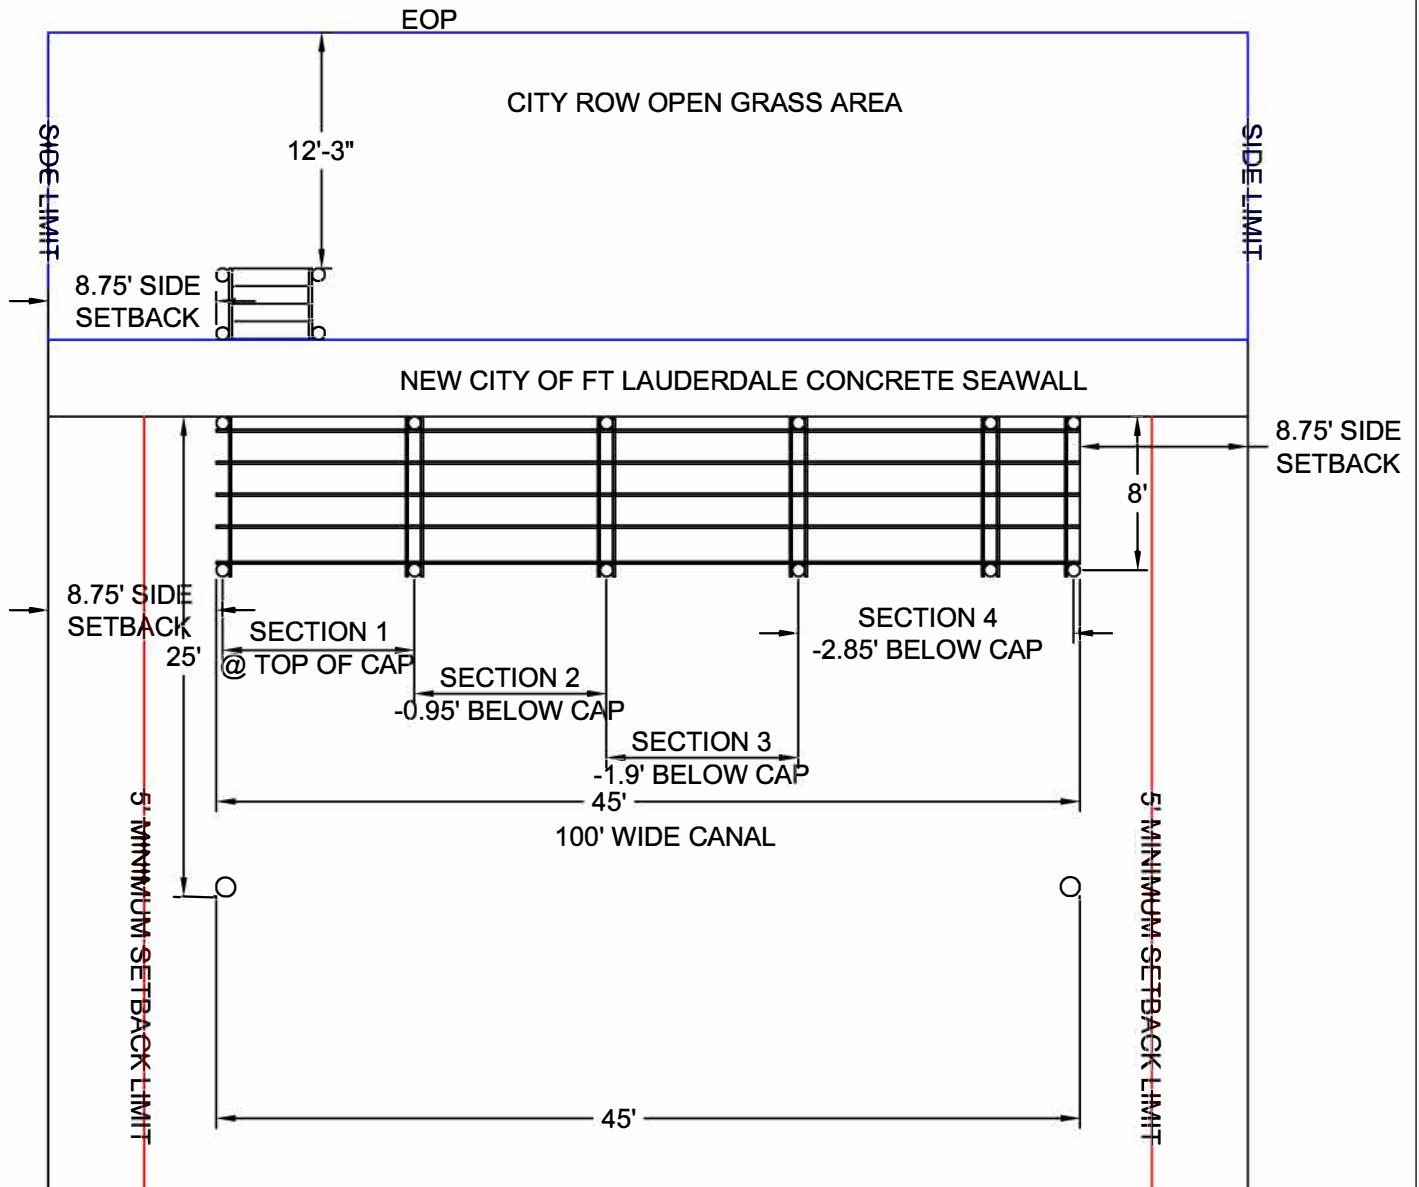 EOP
CITY ROW OPEN GRASS AREA
SIDE LIMIT
SIDE LIMIT
12'-3"
8.75' SIDE
SETBACK
NEW CITY OF FT LAUDERDALE CONCRETE SEAWALL
8.75' SIDE
SETBACK
8'
8.75' SIDE
SETBACK
25'
SECTION 1
@ TOP OF CAP
SECTION 2
-0.95' BELOW CAP
SECTION 3
-1.9' BELOW CAP
SECTION 4
-2.85' BELOW CAP
45'
100' WIDE CANAL
5' MINIMUM SETBACK LIMIT
5' MINIMUM SETBACK LIMIT
45'